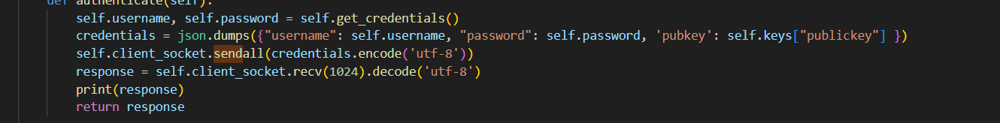 def authenticate(self):
self.username, self.password = self.get_credentials()
credentials = json.dumps({"username": self.username, "password": self.password, 'pubkey': self.keys["publickey"] })
self.client_socket.sendall(credentials.encode('utf-8'))
response = self.client_socket.recv(1024).decode('utf-8')
print(response)
return response